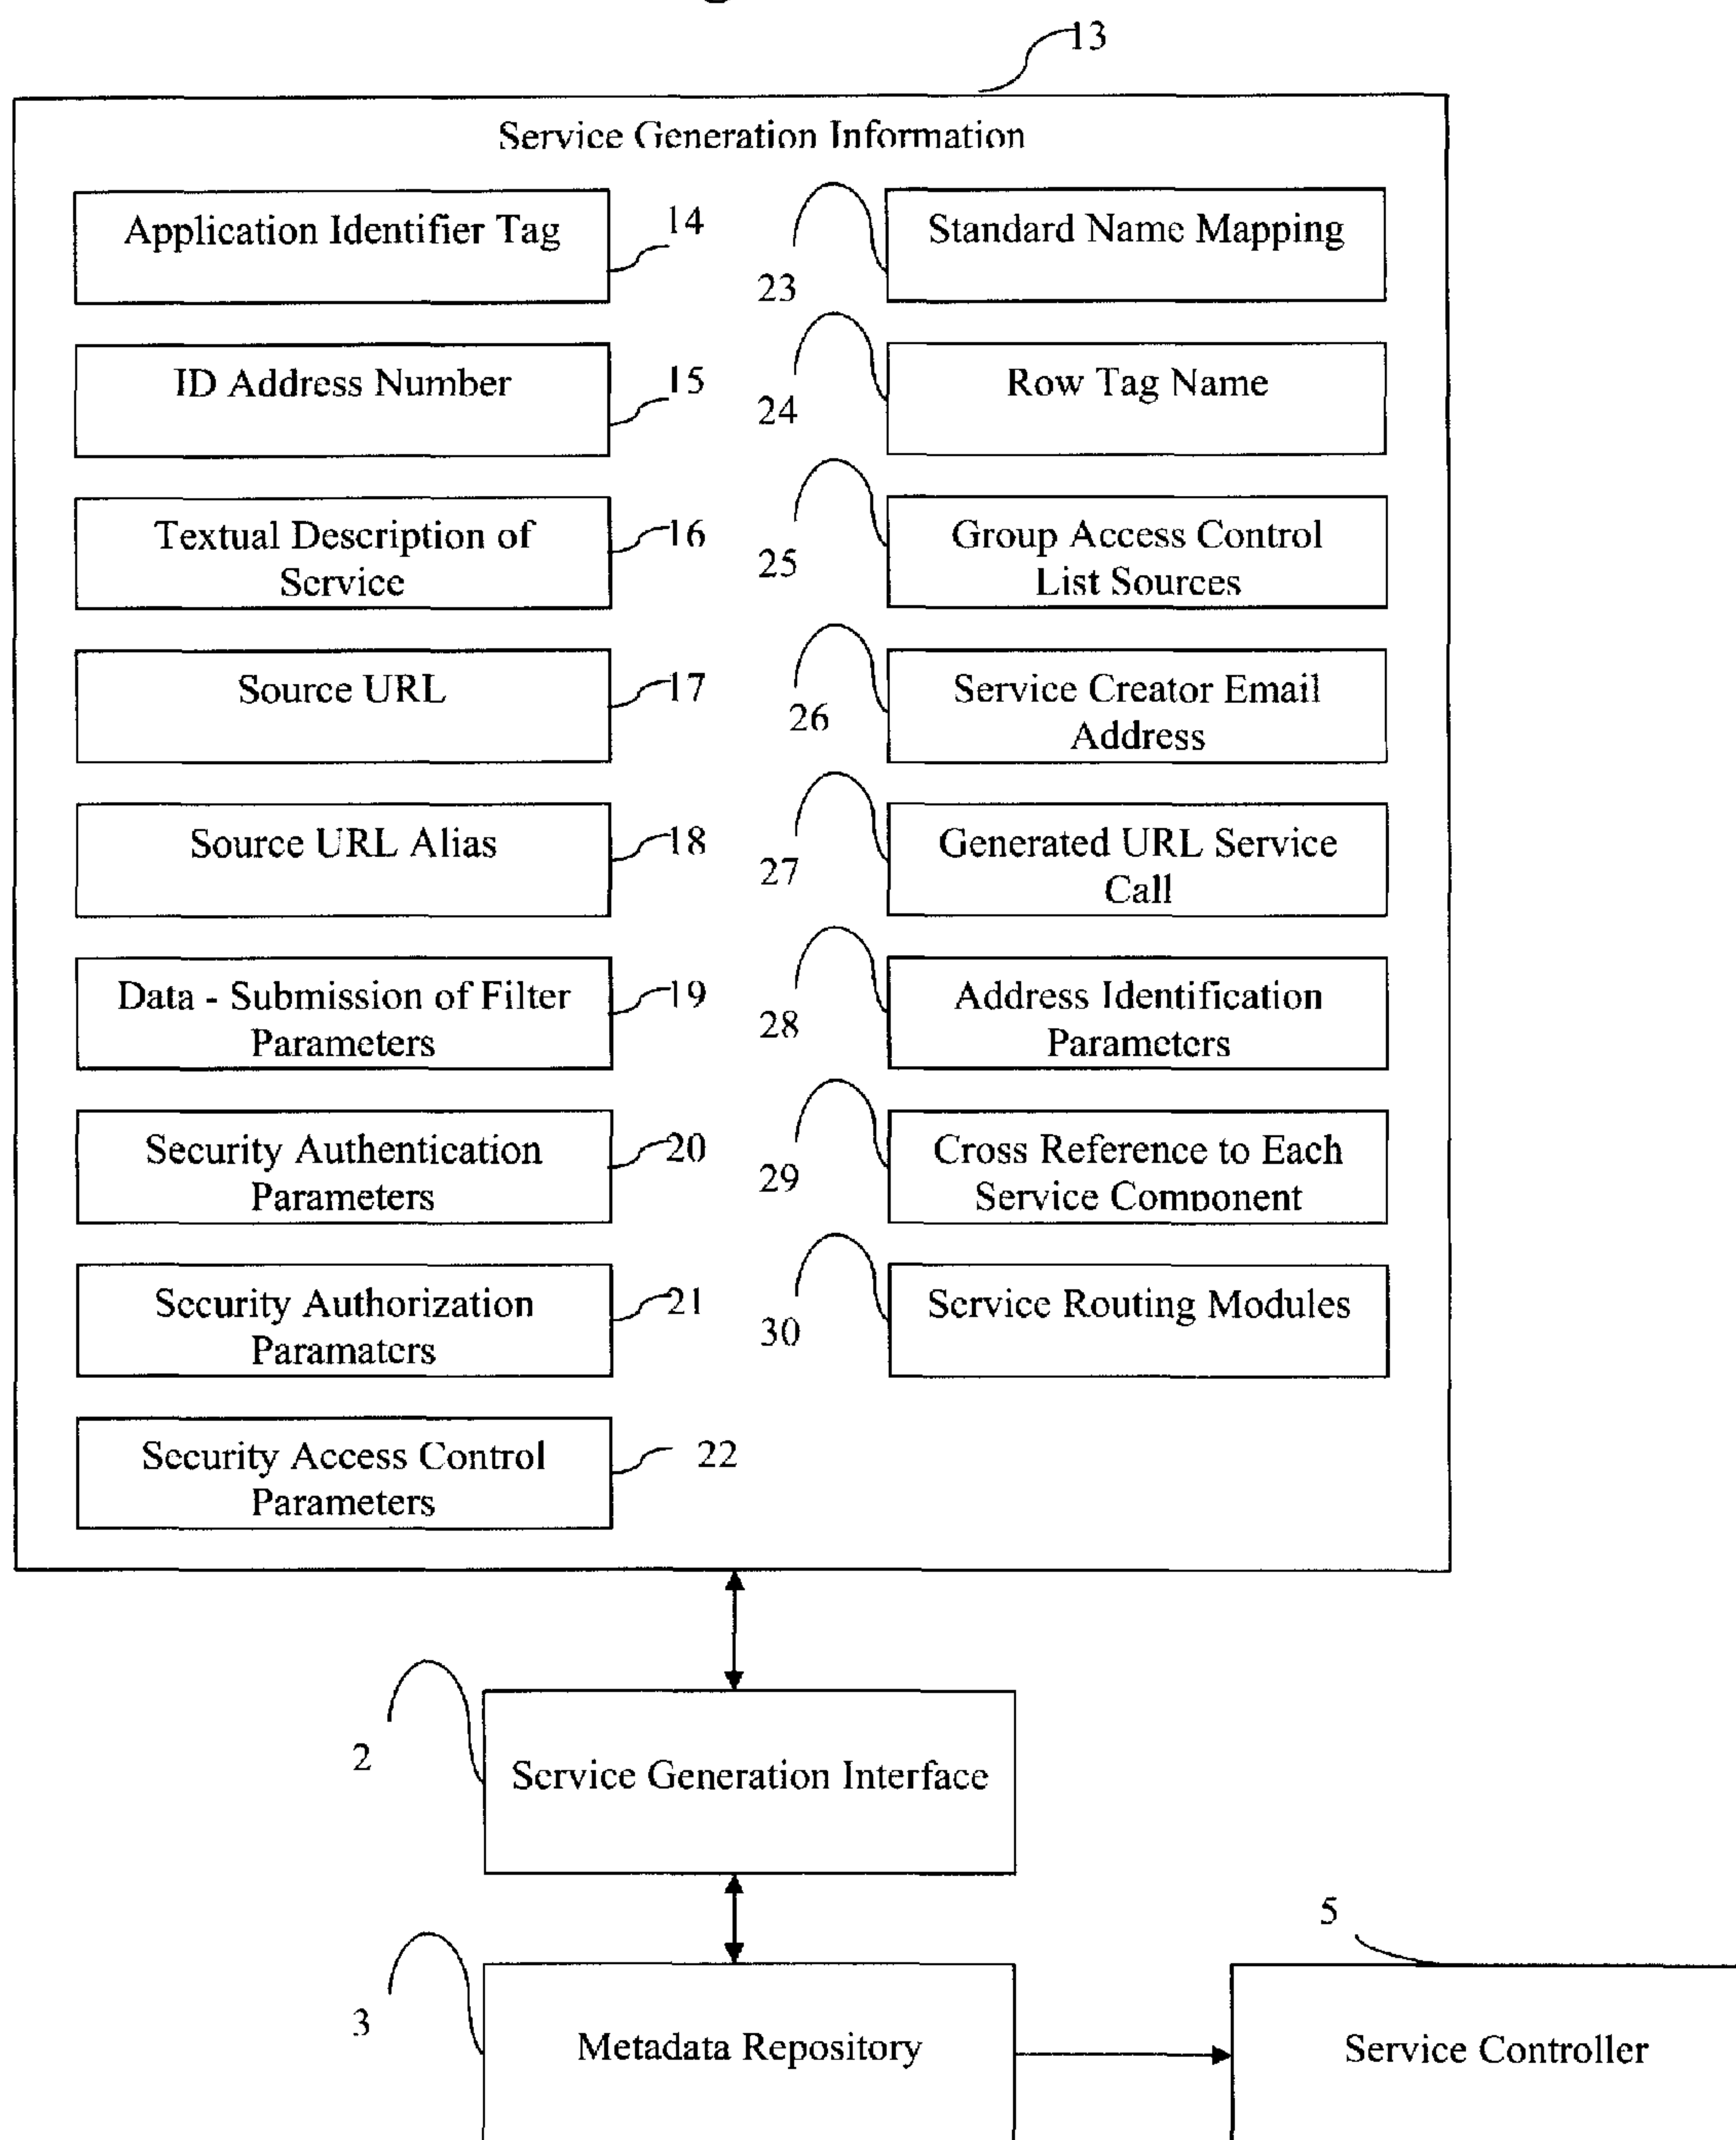 13
Service Generation Information
Application Identifier Tag
14
ID Address Number
15
Textual Description of
Service
16
Source URL
17
Source URL Alias
18
Data - Submission of Filter
Parameters
19
Security Authentication
Parameters
20
Security Authorization
Paramaters
21
Security Access Control
Parameters
22
23
Standard Name Mapping
24
Row Tag Name
25
Group Access Control
List Sources
26
Service Creator Email
Address
27
Generated URL Service
Call
28
Address Identification
Parameters
29
Cross Reference to Each
Service Component
30
Service Routing Modules
2
Service Generation Interface
3
Metadata Repository
5
Service Controller